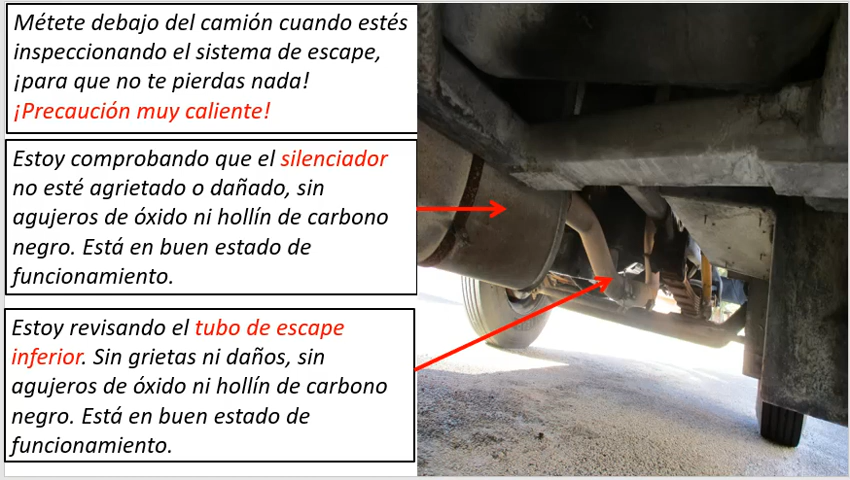 Métete debajo del camión cuando estés
inspeccionando el sistema de escape,
¡para que no te pierdas nada!
¡Precaución muy caliente!
Estoy comprobando que el silenciador
no esté agrietado o dañado, sin
agujeros de óxido ni hollín de carbono
negro. Está en buen estado de
funcionamiento.
Estoy revisando el tubo de escape
inferior. Sin grietas ni daños, sin
agujeros de óxido ni hollín de carbono
negro. Está en buen estado de
funcionamiento.